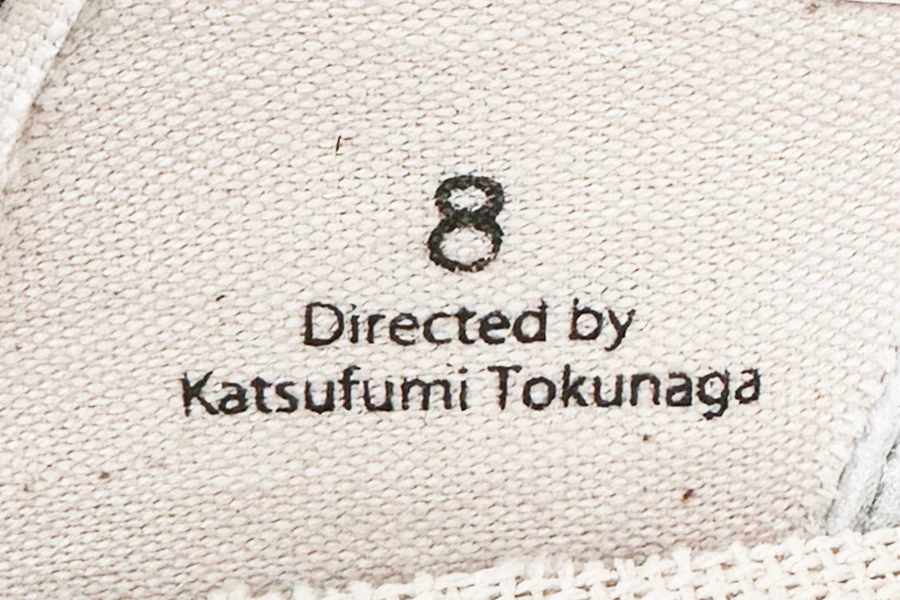 8
Directed by
Katsufumi Tokunaga